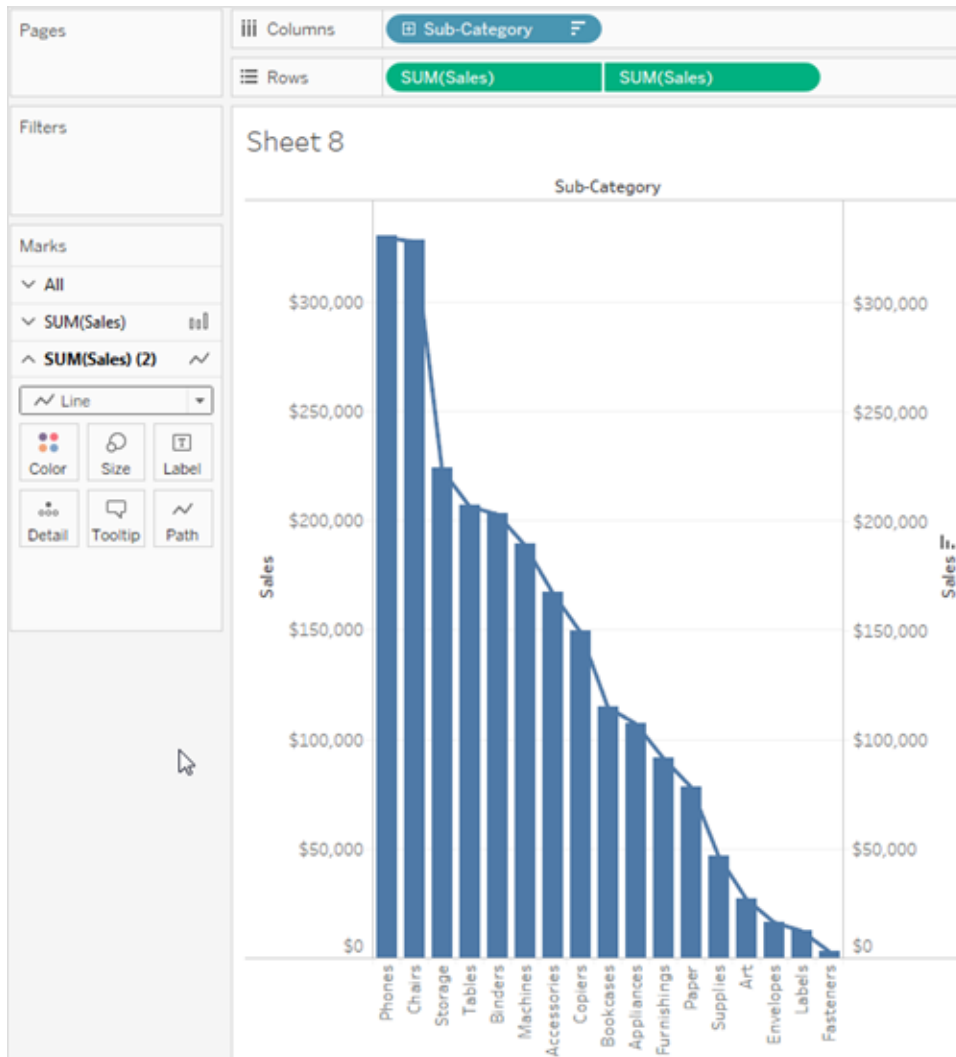 Pages
Columns
Sub-Category
Rows
SUM(Sales)
SUM(Sales)
Filters
Marks
All
SUM(Sales)
SUM(Sales) (2)
Line
Color
Size
Label
Detail
Tooltip
Path
Sheet 8
Sub-Category
$300,000
$250,000
$200,000
$150,000
$100,000
$50,000
$0
Sales
$300,000
$250,000
$200,000
$150,000
$100,000
$50,000
$0
Sales
Phones
Chairs
Storage
Tables
Binders
Machines
Accessories
Copiers
Bookcases
Appliances
Furnishings
Paper
Supplies
Art
Envelopes
Labels
Fasteners